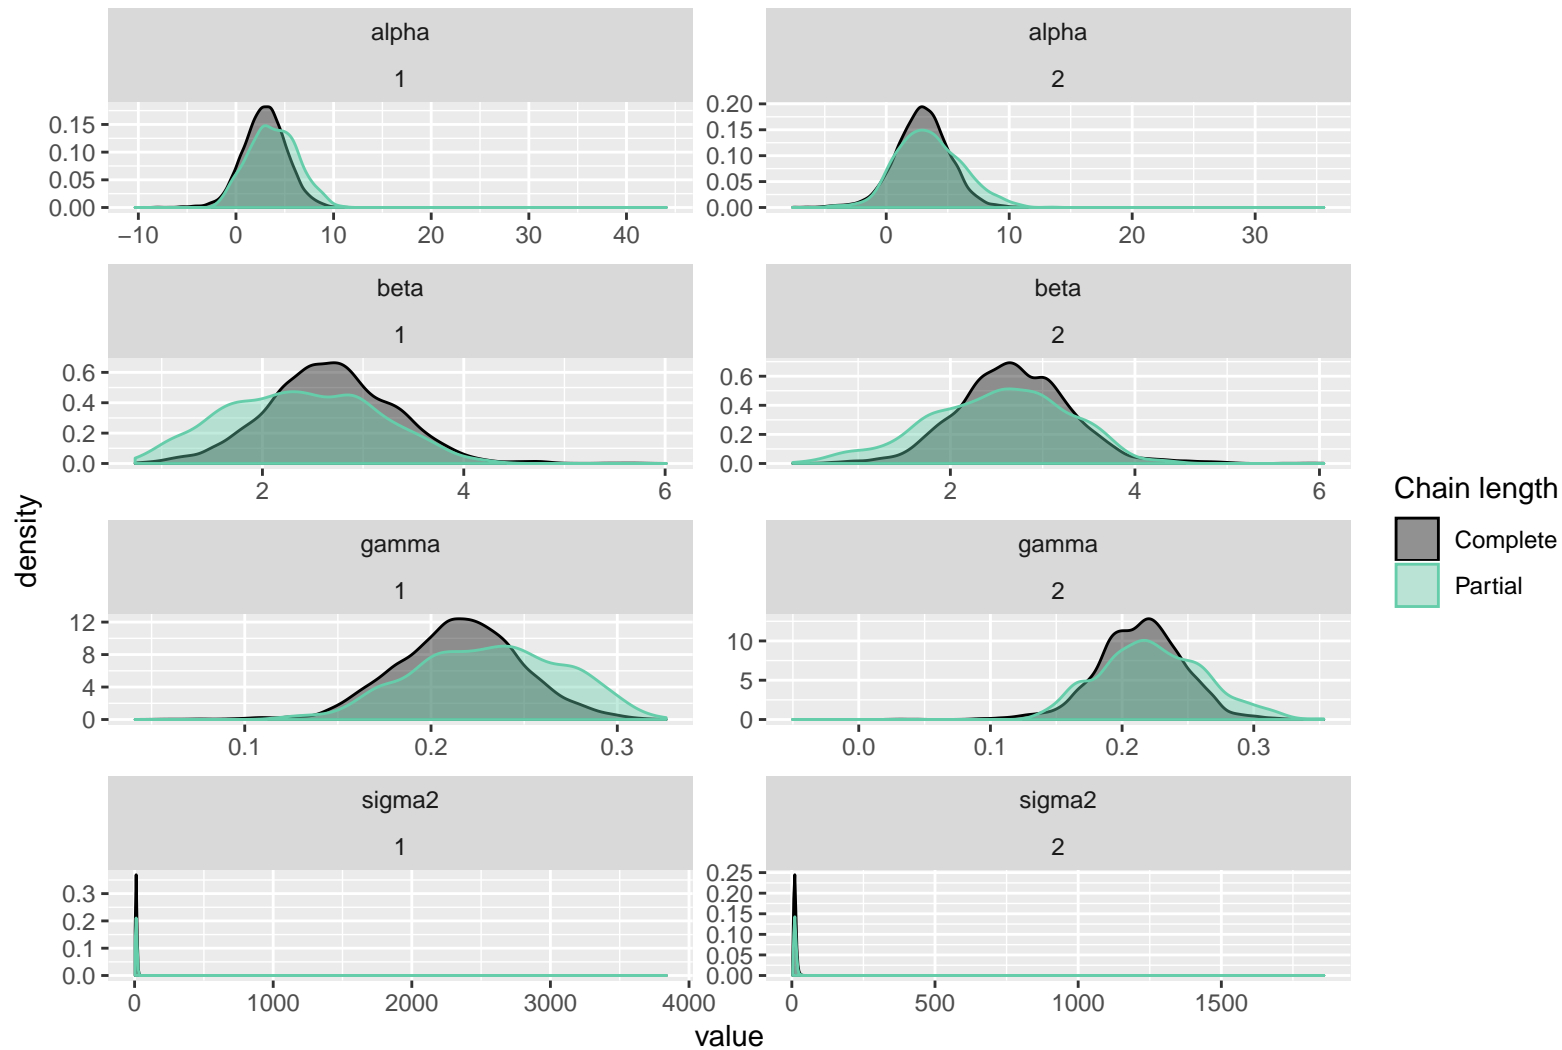 alpha
1
0.15
0.10
0.05
0.00
−10 0 10 20 30 40
alpha
2
0.20
0.15
0.10
0.05
0.00
0 10 20 30
beta
1
0.6
0.4
0.2
0.0
2 4 6
beta
2
0.6
0.4
0.2
0.0
2 4 6
gamma
1
12
8
4
0
0.1 0.2 0.3
gamma
2
10
5
0
0.0 0.1 0.2 0.3
sigma2
1
0.3
0.2
0.1
0.0
0 1000 2000 3000 4000
sigma2
2
0.25
0.20
0.15
0.10
0.05
0.00
0 500 1000 1500
value
density
Chain length
Complete
Partial